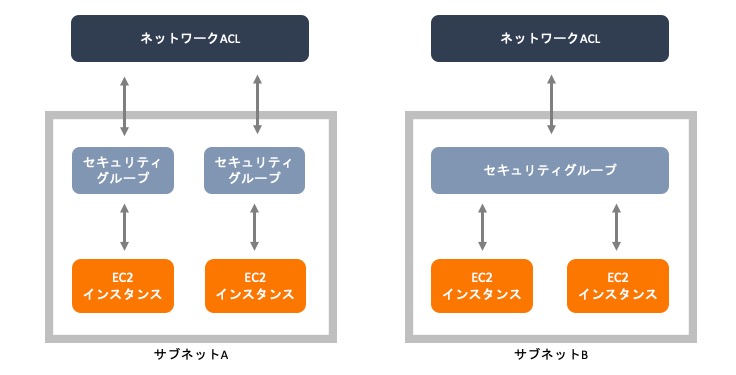 ネットワークACL
セキュリティ
グループ
セキュリティ
グループ
EC2
インスタンス
EC2
インスタンス
サブネットA
ネットワークACL
セキュリティグループ
EC2
インスタンス
EC2
インスタンス
サブネットB